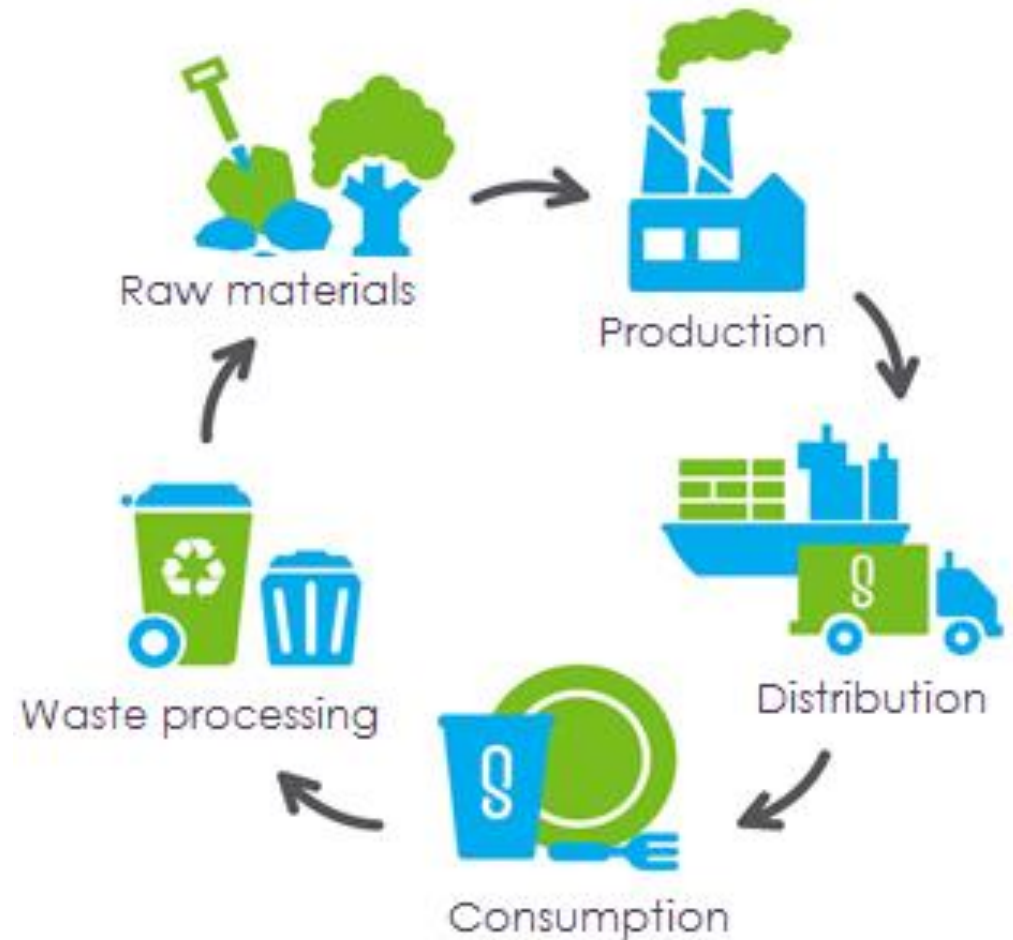 Raw materials
Production
Distribution
Consumption
Waste processing